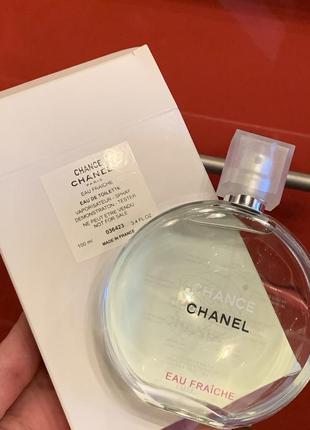 CHANCE
CHANEL
PARIS
EAU FRAÎCHE
EAU DE TOILETTE
VAPORISATEUR - SPRAY
DEMONSTRATON - TESTER
NE PEUT ETRE VENDU
NOT FOR SALE
100 ml 036423 3.4 FL OZ
MADE IN FRANCE
CHANCE
CHANEL
EAU FRAÎCHE